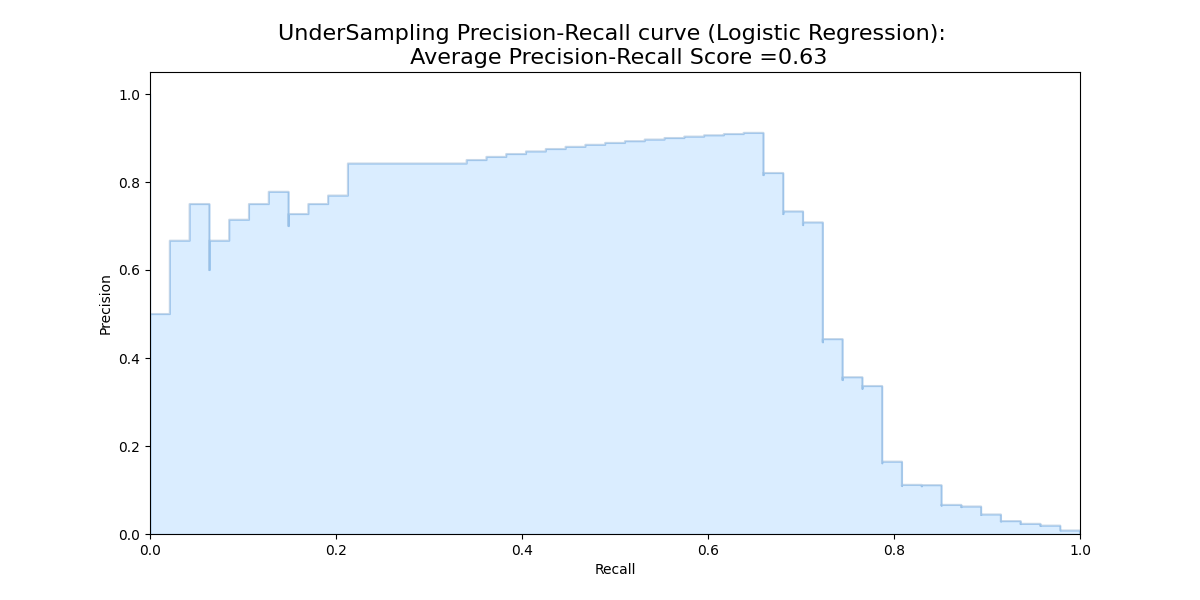 UnderSampling Precision-Recall curve (Logistic Regression):
Average Precision-Recall Score =0.63
1.0
0.8
0.6
0.4
0.2
0.0
Precision
0.0 0.2 0.4 0.6 0.8 1.0
Recall